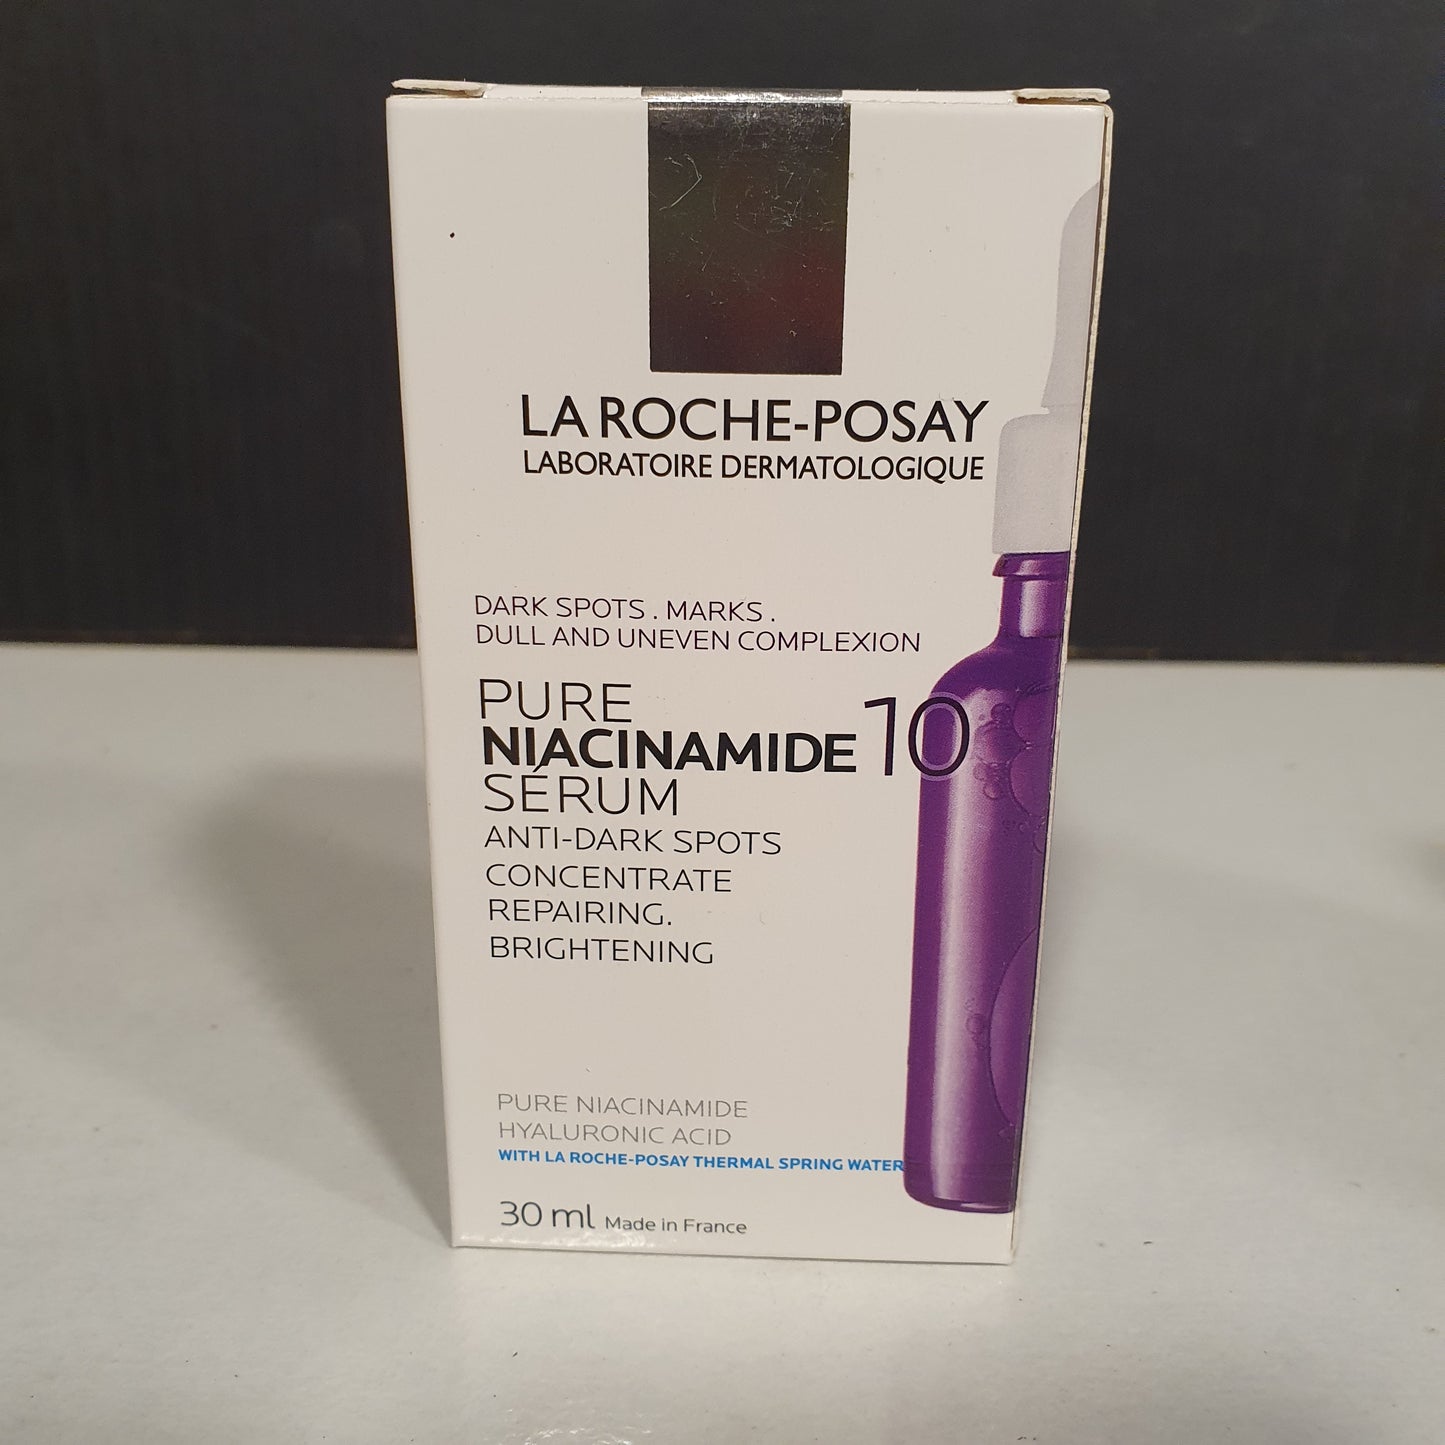 LA ROCHE-POSAY
LABORATOIRE DERMATOLOGIQUE
DARK SPOTS . MARKS .
DULL AND UNEVEN COMPLEXION
PURE
NIACINAMIDE 10
SÉRUM
ANTI-DARK SPOTS
CONCENTRATE
REPAIRING.
BRIGHTENING
PURE NIACINAMIDE
HYALURONIC ACID
WITH LA ROCHE-POSAY THERMAL SPRING WATER
30 ml Made in France